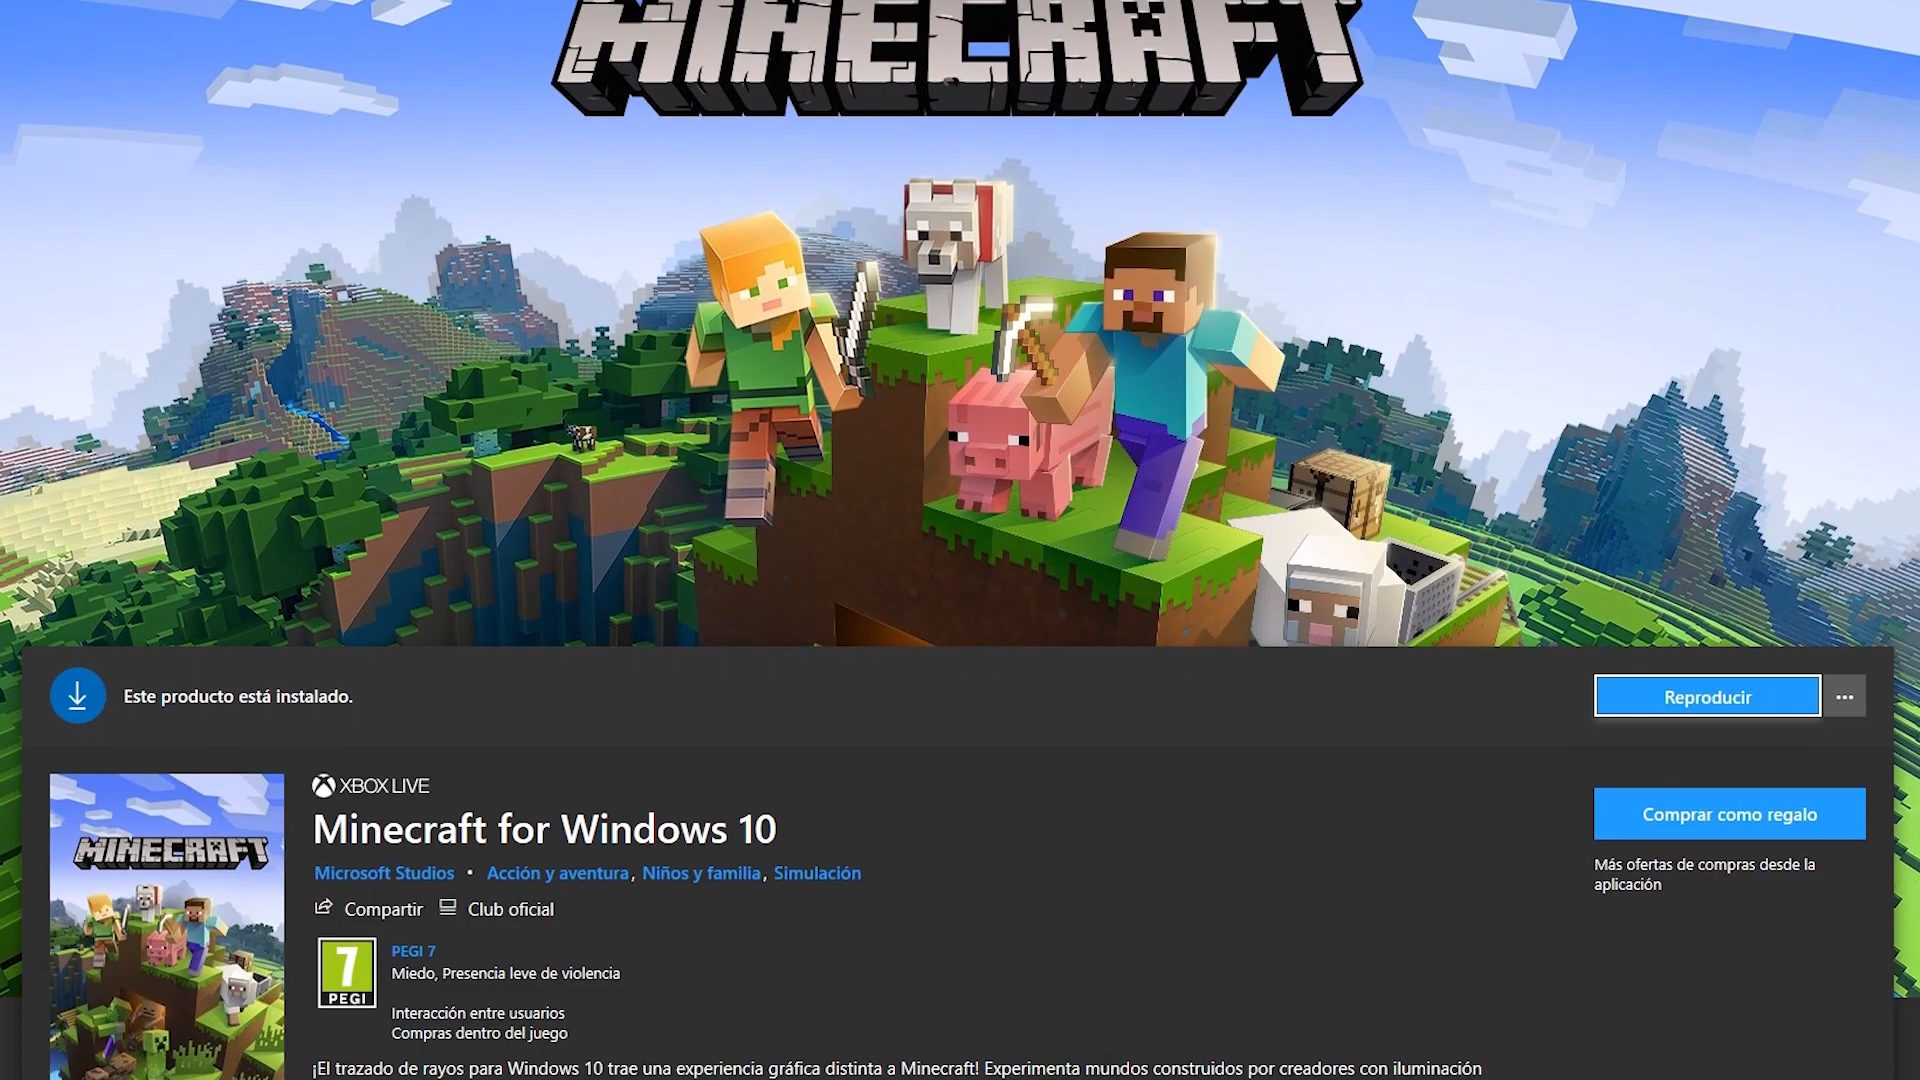 MINECRAFT
Este producto está instalado.
Reproducir
XBOX LIVE
Minecraft for Windows 10
Microsoft Studios • Acción y aventura, Niños y familia, Simulación
Compartir Club oficial
7
PEGI
PEGI 7
Miedo, Presencia leve de violencia
Interacción entre usuarios
Compras dentro del juego
¡El trazado de rayos para Windows 10 trae una experiencia gráfica distinta a Minecraft! Experimenta mundos construidos por creadores con iluminación
MINECRAFT
Comprar como regalo
Más ofertas de compras desde la
aplicación